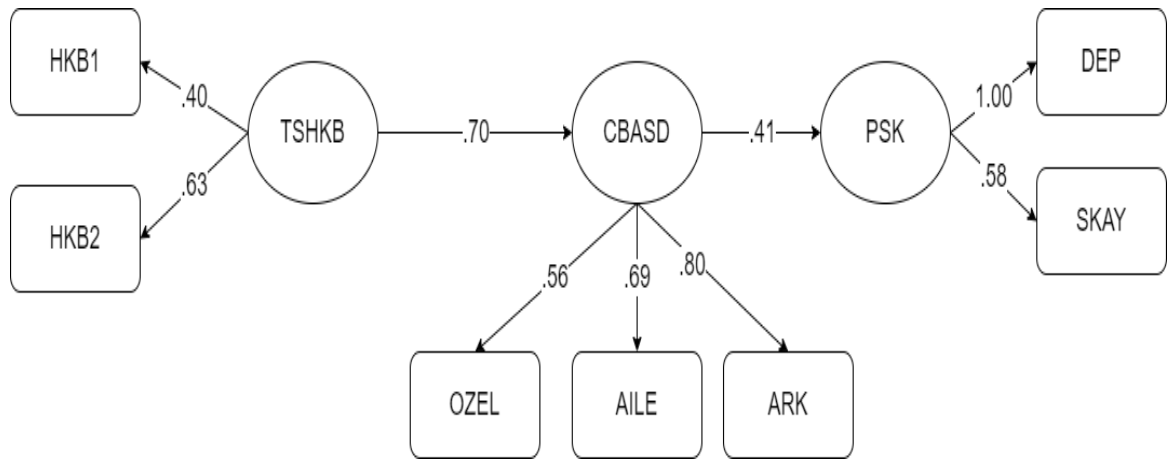 HKB1
DEP
.40
1.00
TSHKB
.70
CBASD
.41
PSK
.63
.58
HKB2
SKAY
.56
.69
.80
OZEL
AILE
ARK